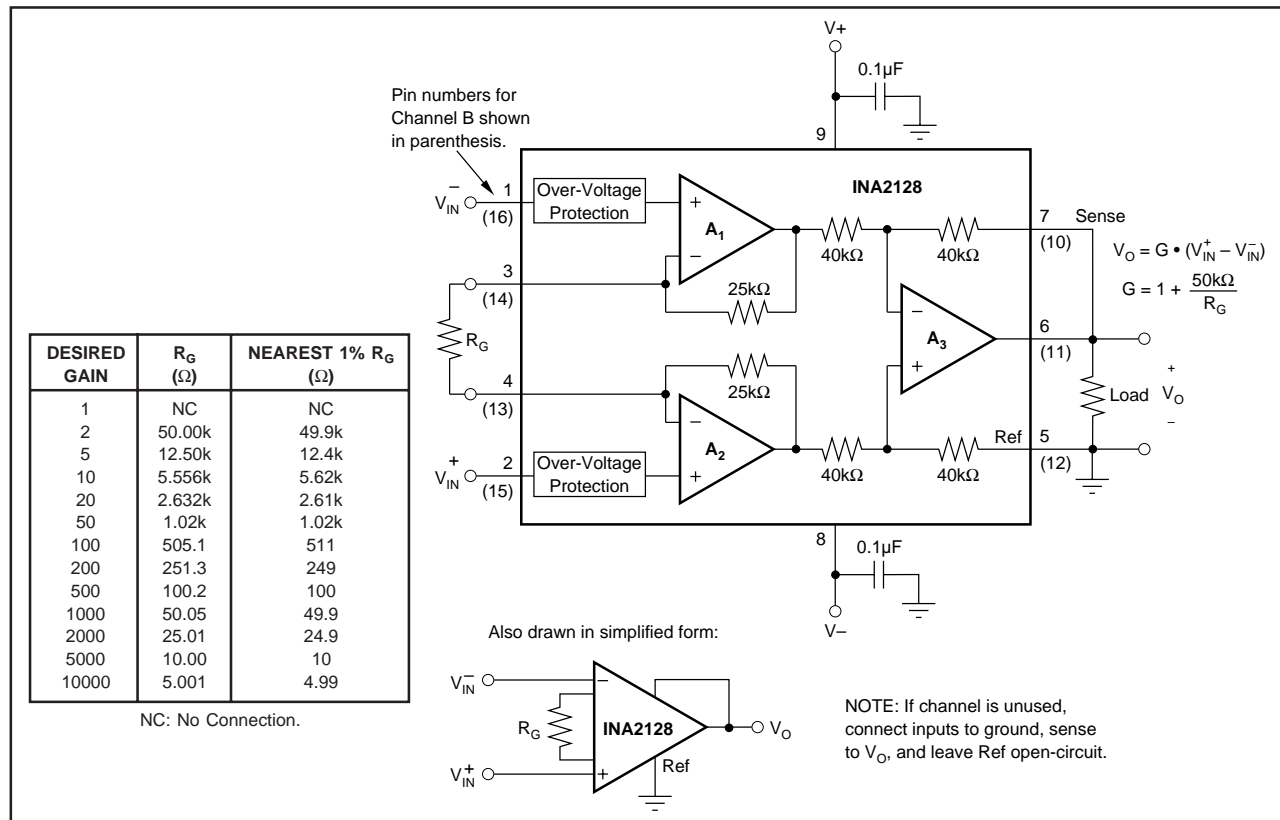 V+
0.1µF
Pin numbers for
Channel B shown
in parenthesis.
9
INA2128
V–IN
1
(16)
Over-Voltage
Protection
+
A1
–
40kΩ
40kΩ
7
(10)
Sense
VO = G • (V+IN – V–IN)
G = 1 + 50kΩ
RG
3
(14)
25kΩ
RG
–
A3
+
6
(11)
+
Load
VO
–
4
(13)
25kΩ
–
A2
+
V+IN
2
(15)
Over-Voltage
Protection
40kΩ
40kΩ
Ref
5
(12)
8
0.1µF
V–
DESIRED GAIN | RG (Ω) | NEAREST 1% RG (Ω)
1 NC NC
2 50.00k 49.9k
5 12.50k 12.4k
10 5.556k 5.62k
20 2.632k 2.61k
50 1.02k 1.02k
100 505.1 511
200 251.3 249
500 100.2 100
1000 50.05 49.9
2000 25.01 24.9
5000 10.00 10
10000 5.001 4.99
NC: No Connection.
Also drawn in simplified form:
V–IN
–
RG
INA2128
VO
+
Ref
V+IN
NOTE: If channel is unused,
connect inputs to ground, sense
to VO, and leave Ref open-circuit.